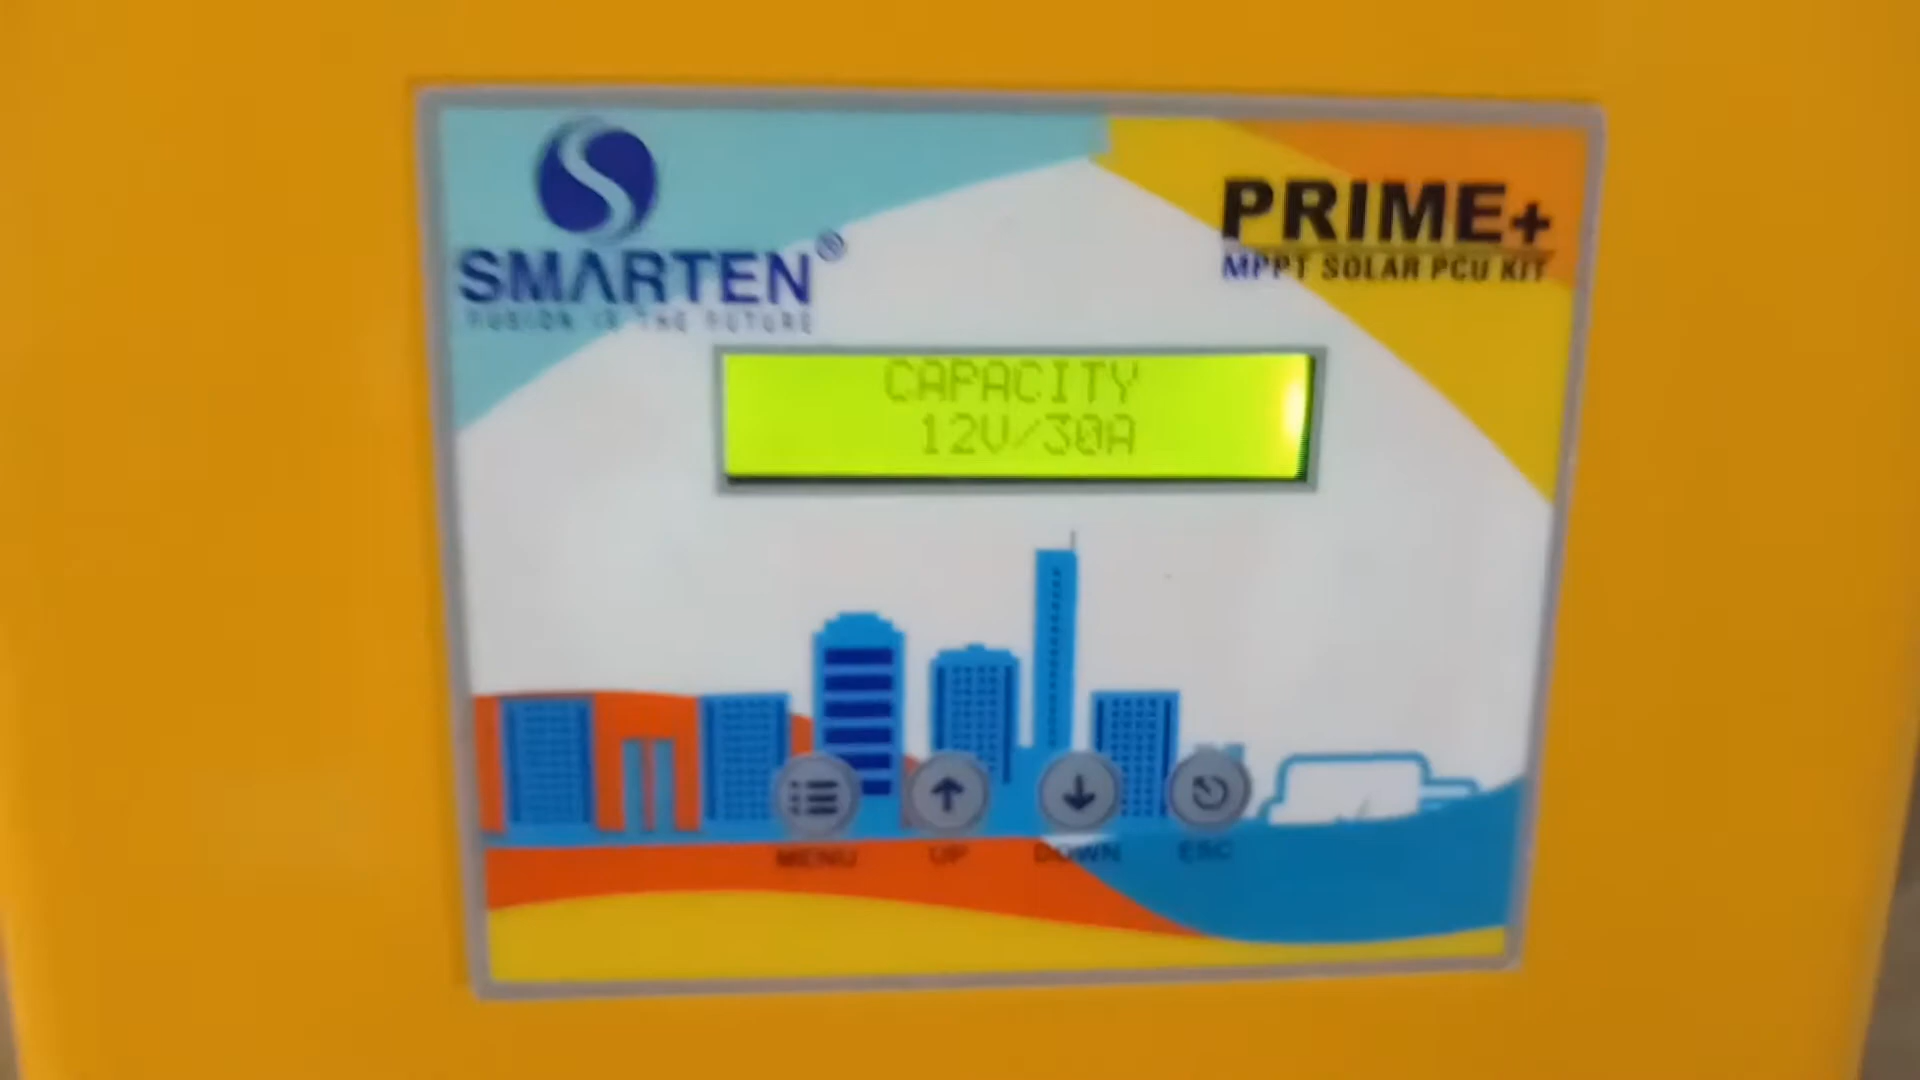 SMARTEN®
FUSION IS THE FUTURE
PRIME+
MPPT SOLAR PCU KIT
CAPACITY
12V/30A
MENU
UP
DOWN
ESC